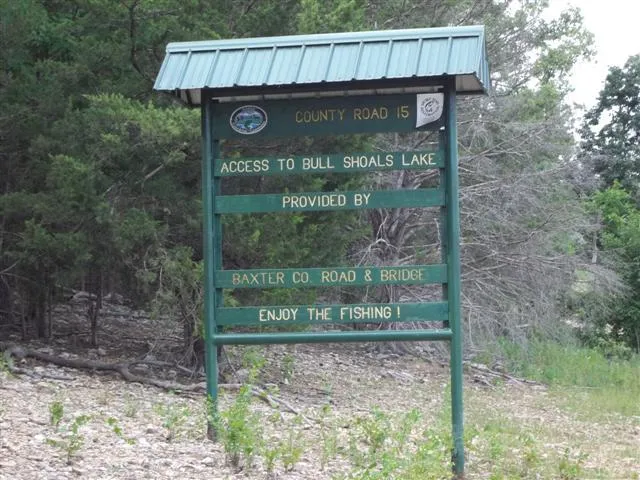 COUNTY ROAD 15
ACCESS TO BULL SHOALS LAKE
PROVIDED BY
BAXTER CO. ROAD & BRIDGE
ENJOY THE FISHING !